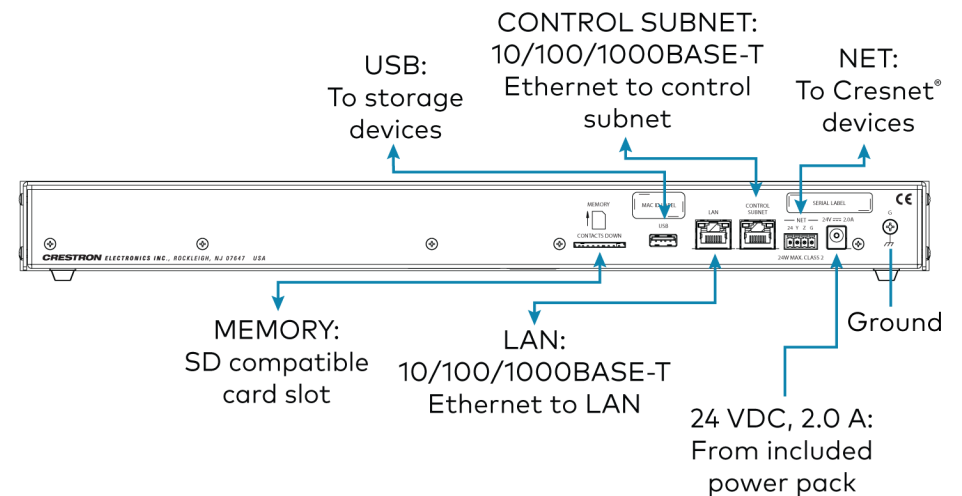 CONTROL SUBNET:
10/100/1000BASE-T
Ethernet to control
subnet
USB:
To storage
devices
NET:
To Cresnet®
devices
MEMORY
CONTACTS DOWN
MAC ID LABEL
USB
LAN
CONTROL
SUBNET
SERIAL LABEL
NET
24 Y Z G
24V 2.0A
24W MAX. CLASS 2
CE
G
CRESTRON ELECTRONICS INC., ROCKLEIGH, NJ 07647 USA
MEMORY:
SD compatible
card slot
LAN:
10/100/1000BASE-T
Ethernet to LAN
Ground
24 VDC, 2.0 A:
From included
power pack